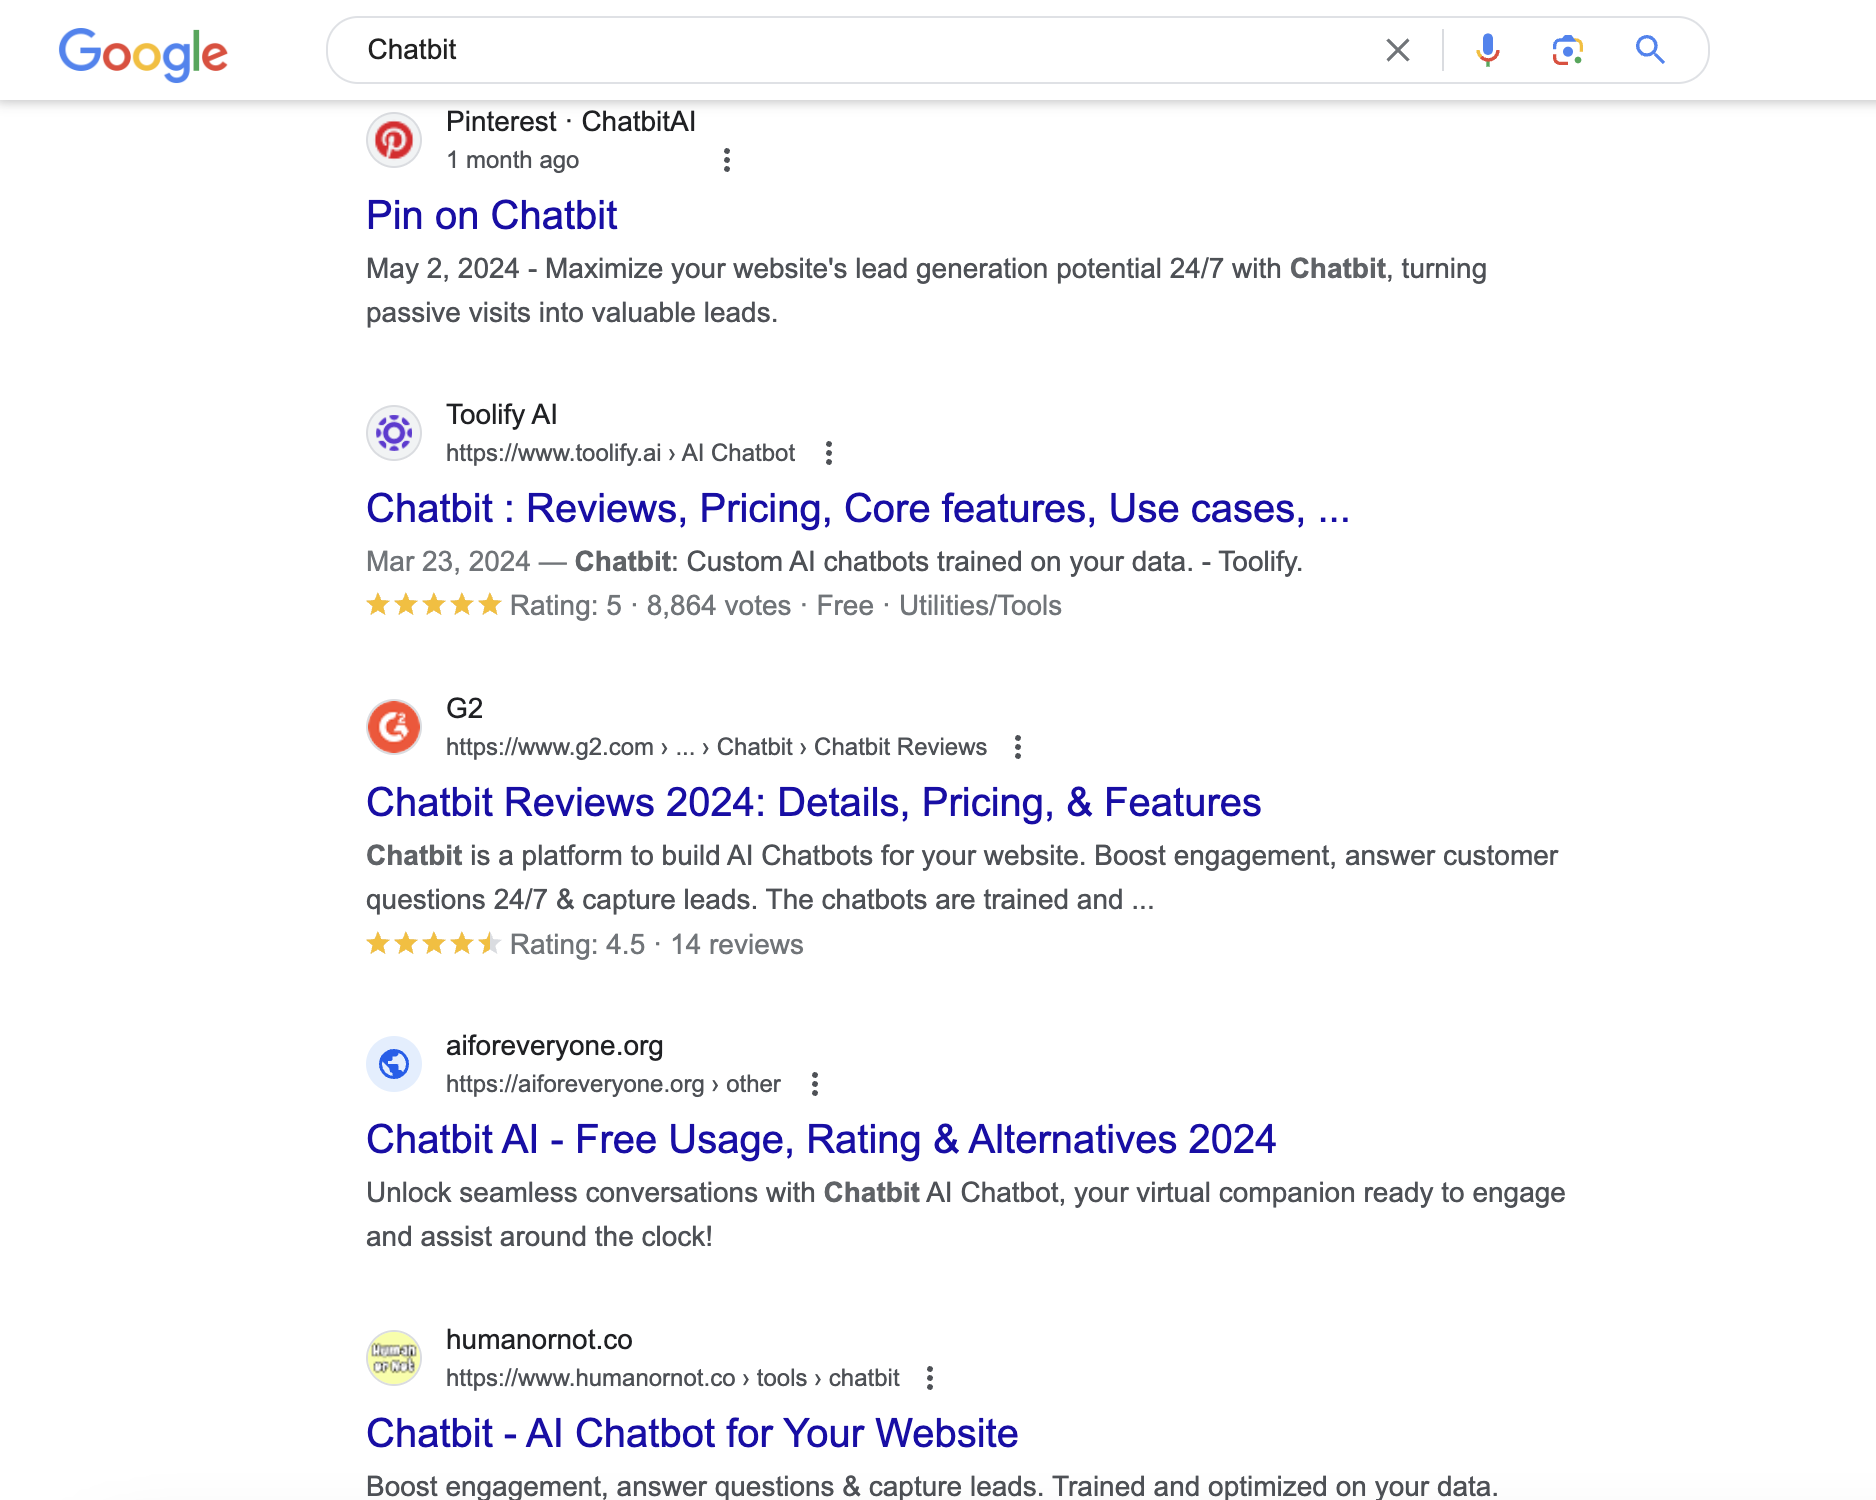 Google
Chatbit
Pinterest · ChatbitAI
1 month ago
Pin on Chatbit
May 2, 2024 - Maximize your website's lead generation potential 24/7 with Chatbit, turning
passive visits into valuable leads.
Toolify AI
https://www.toolify.ai › AI Chatbot
Chatbit : Reviews, Pricing, Core features, Use cases, ...
Mar 23, 2024 — Chatbit: Custom AI chatbots trained on your data. - Toolify.
Rating: 5 · 8,864 votes · Free · Utilities/Tools
G2
https://www.g2.com › ... › Chatbit › Chatbit Reviews
Chatbit Reviews 2024: Details, Pricing, & Features
Chatbit is a platform to build AI Chatbots for your website. Boost engagement, answer customer
questions 24/7 & capture leads. The chatbots are trained and ...
Rating: 4.5 · 14 reviews
aiforeveryone.org
https://aiforeveryone.org › other
Chatbit AI - Free Usage, Rating & Alternatives 2024
Unlock seamless conversations with Chatbit AI Chatbot, your virtual companion ready to engage
and assist around the clock!
Human
or Not
humanornot.co
https://www.humanornot.co › tools › chatbit
Chatbit - AI Chatbot for Your Website
Boost engagement, answer questions & capture leads. Trained and optimized on your data.